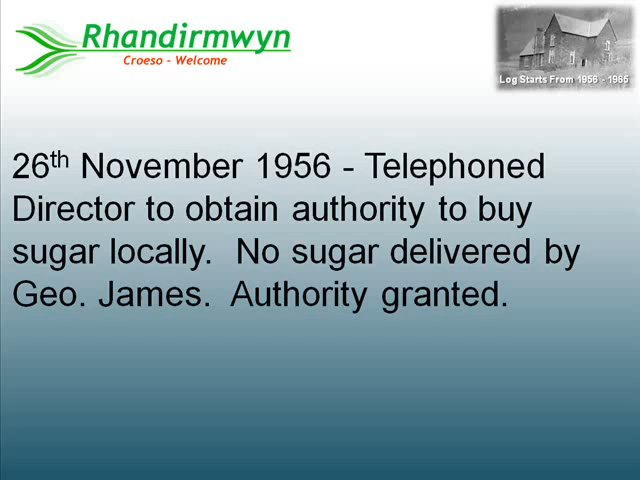 Rhandirmwyn
Croeso - Welcome
Log Starts From 1956 - 1965
26th November 1956 - Telephoned
Director to obtain authority to buy
sugar locally.  No sugar delivered by
Geo. James.  Authority granted.